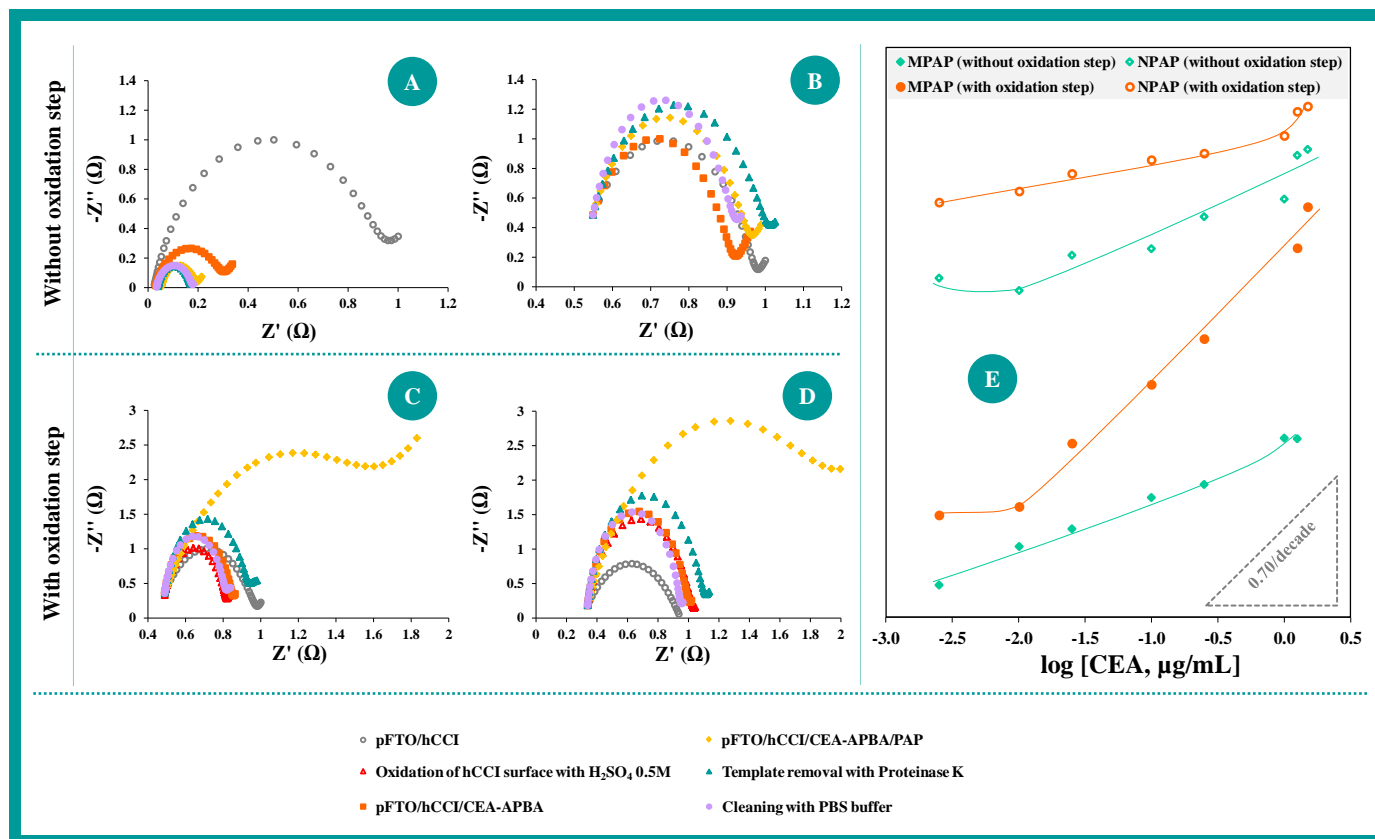 Without oxidation step
A
1.4
1.2
1
0.8
0.6
0.4
0.2
0
0 0.2 0.4 0.6 0.8 1 1.2
-Z'' (Ω)
Z' (Ω)
B
1.4
1.2
1.0
0.8
0.6
0.4
0.2
0.0
0.4 0.5 0.6 0.7 0.8 0.9 1.0 1.2
-Z'' (Ω)
Z' (Ω)
With oxidation step
C
3
2.5
2
1.5
1
0.5
0
0.4 0.6 0.8 1 1.2 1.4 1.6 1.8 2
-Z'' (Ω)
Z' (Ω)
D
3
2.5
2
1.5
1
0.5
0
0 0.2 0.4 0.6 0.8 1 1.2 1.4 1.6 1.8 2
-Z'' (Ω)
Z' (Ω)
MPAP (without oxidation step) NPAP (without oxidation step)
MPAP (with oxidation step) NPAP (with oxidation step)
E
0.70/decade
-3.0 -2.5 -2.0 -1.5 -1.0 -0.5 0.0 0.5
log [CEA, µg/mL]
pFTO/hCCI
Oxidation of hCCI surface with H₂SO₄ 0.5M
pFTO/hCCI/CEA-APBA
pFTO/hCCI/CEA-APBA/PAP
Template removal with Proteinase K
Cleaning with PBS buffer